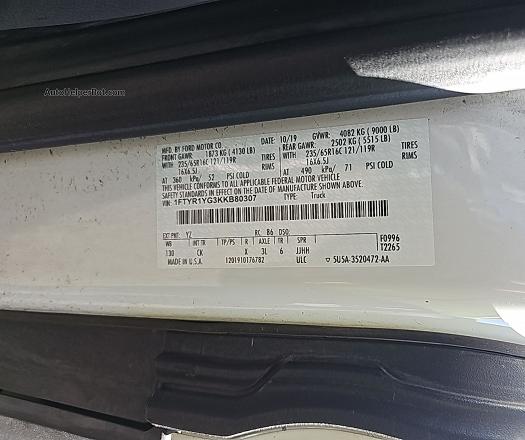 AutoHelperBot.com
MFD. BY FORD MOTOR CO. 10/19 GVWR: 4082 KG ( 9000 LB)
FRONT GAWR: 1873 KG ( 4130 LB) REAR GAWR: 2502 KG ( 5515 LB)
WITH 235/65R16C 121/119R TIRES WITH 235/65R16C 121/119R TIRES
16X6.5J RIMS 16X6.5J RIMS
AT 360 kPa/ 52 PSI COLD AT 490 kPa/ 71 PSI COLD
THIS VEHICLE CONFORMS TO ALL APPLICABLE FEDERAL MOTOR VEHICLE
SAFETY STANDARDS IN EFFECT ON THE DATE OF MANUFACTURE SHOWN ABOVE.
VIN: 1FTYR1YG3KKB80307 TYPE: Truck
EXT PNT: YZ RC: B6 DSO: F0996
WB INT TR TP/PS R AXLE TR SPR T2265
130 CK X 3L 6 JJHH
1201910176782 ULC ▽ 5U5A-3520472-AA